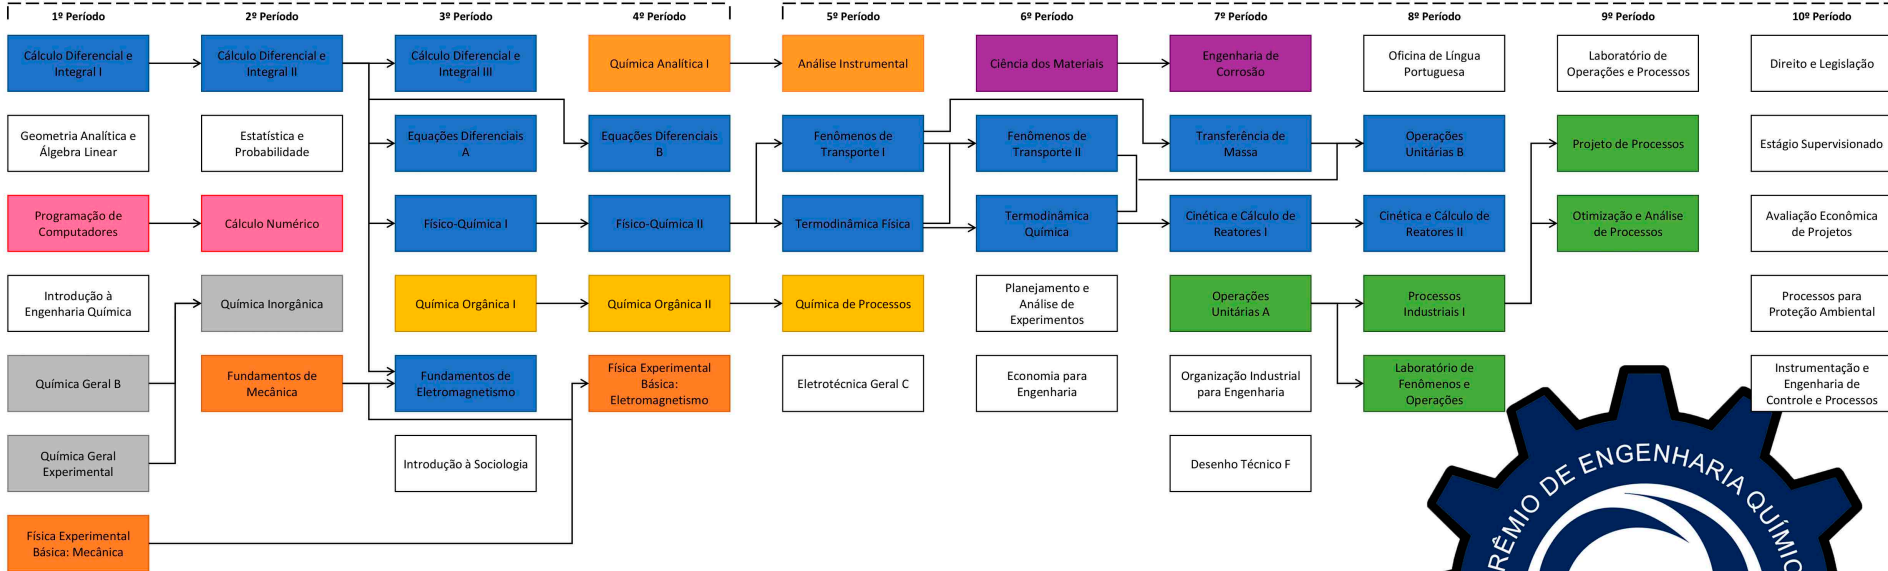 1º Período
2º Período
3º Período
4º Período
5º Período
6º Período
7º Período
8º Período
9º Período
10º Período
Cálculo Diferencial e
Integral I
Cálculo Diferencial e
Integral II
Cálculo Diferencial e
Integral III
Química Analítica I
Análise Instrumental
Ciência dos Materiais
Engenharia de
Corrosão
Oficina de Língua
Portuguesa
Laboratório de
Operações e Processos
Direito e Legislação
Geometria Analítica e
Álgebra Linear
Estatística e
Probabilidade
Equações Diferenciais
A
Equações Diferenciais
B
Fenômenos de
Transporte I
Fenômenos de
Transporte II
Transferência de
Massa
Operações
Unitárias B
Projeto de Processos
Estágio Supervisionado
Programação de
Computadores
Cálculo Numérico
Físico-Química I
Físico-Química II
Termodinâmica Física
Termodinâmica
Química
Cinética e Cálculo de
Reatores I
Cinética e Cálculo de
Reatores II
Otimização e Análise
de Processos
Avaliação Econômica
de Projetos
Introdução à
Engenharia Química
Química Inorgânica
Química Orgânica I
Química Orgânica II
Química de Processos
Planejamento e
Análise de
Experimentos
Operações
Unitárias A
Processos
Industriais I
Processos para
Proteção Ambiental
Química Geral B
Fundamentos de
Mecânica
Fundamentos de
Eletromagnetismo
Física Experimental
Básica:
Eletromagnetismo
Eletrotécnica Geral C
Economia para
Engenharia
Organização Industrial
para Engenharia
Laboratório de
Fenômenos e
Operações
Instrumentação e
Engenharia de
Controle e Processos
Química Geral
Experimental
Introdução à Sociologia
Desenho Técnico F
Física Experimental
Básica: Mecânica
RÊMIO DE ENGENHARIA QUÍMIC